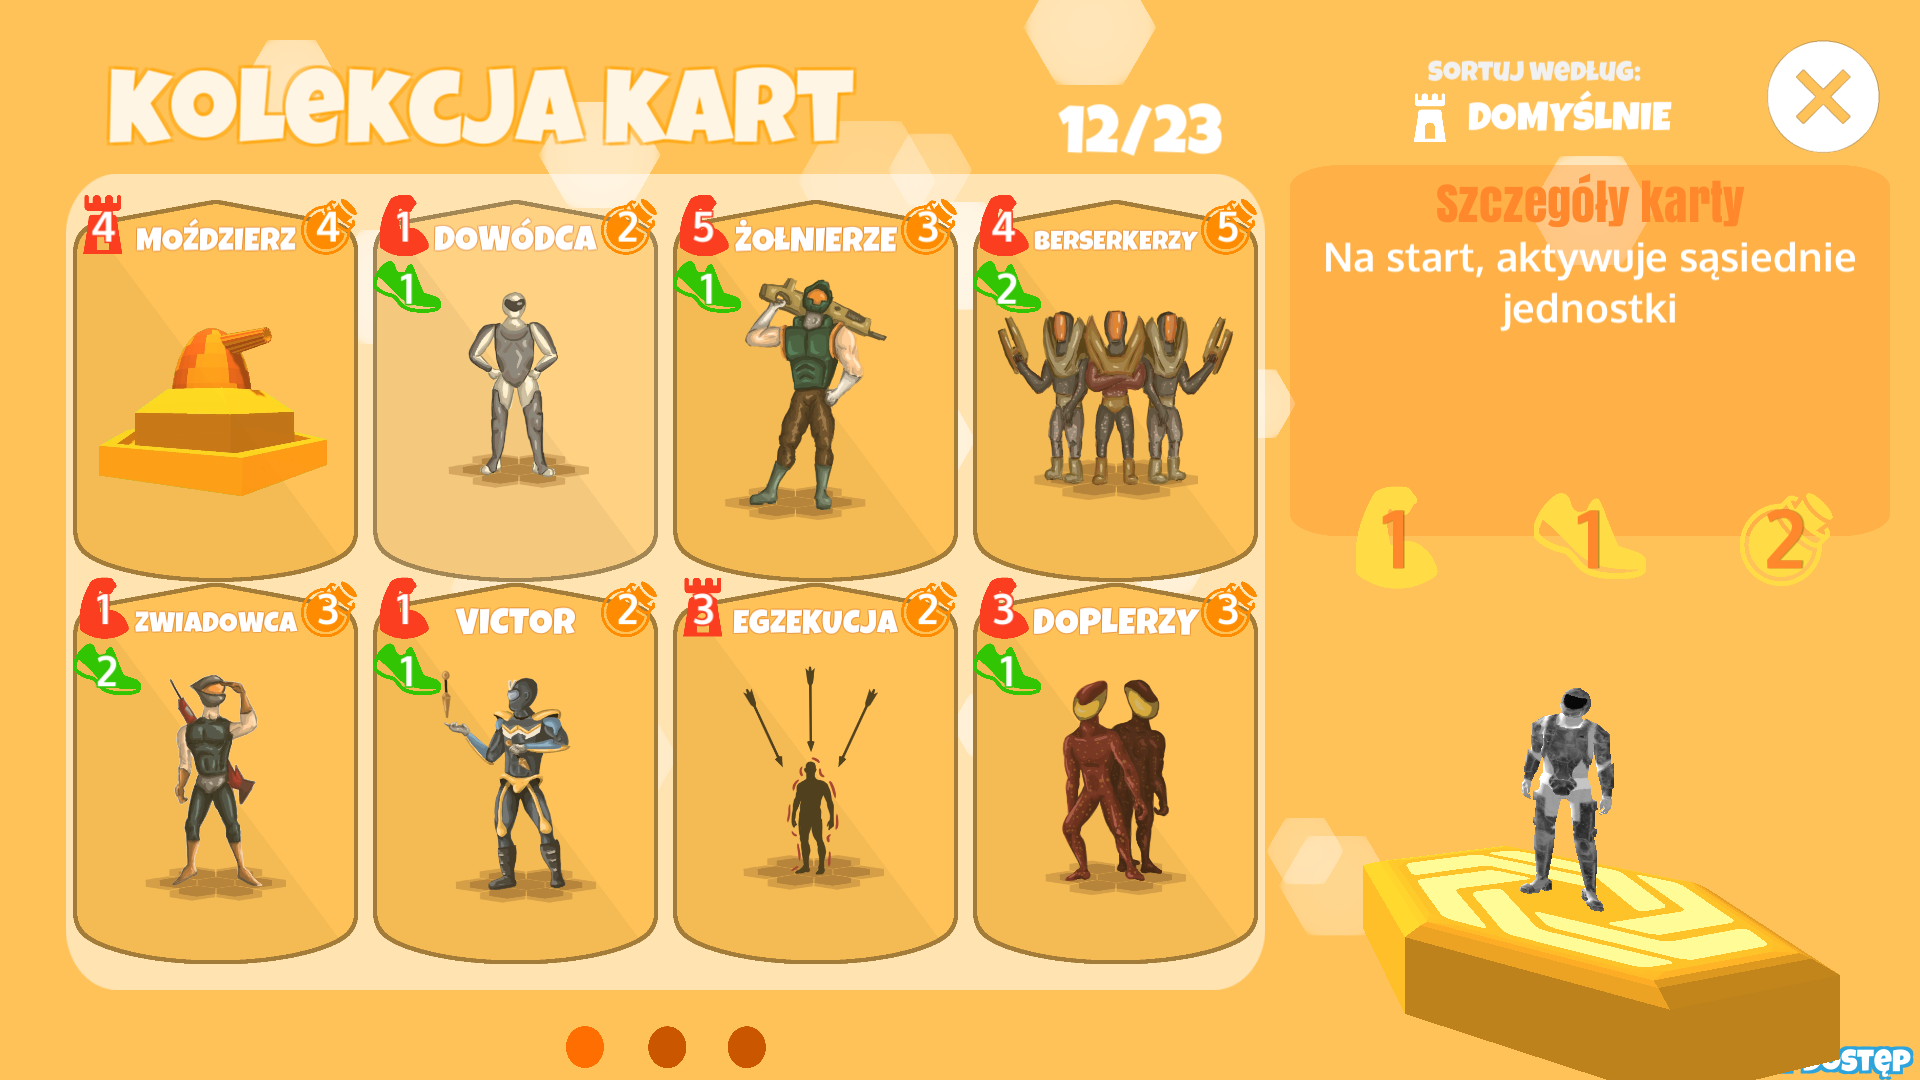 KOLEKCJA KART
12/23
SORTUJ WEDŁUG:
DOMYŚLNIE
4 MOŹDZIERZ 4
1 DOWÓDCA 2
1
5 ŻOŁNIERZE 3
1
4 BERSERKERZY 5
2
1 ZWIADOWCA 3
2
1 VICTOR 2
1
3 EGZEKUCJA 2
3 DOPLERZY 3
1
Szczegóły karty
Na start, aktywuje sąsiednie
jednostki
1 1 2